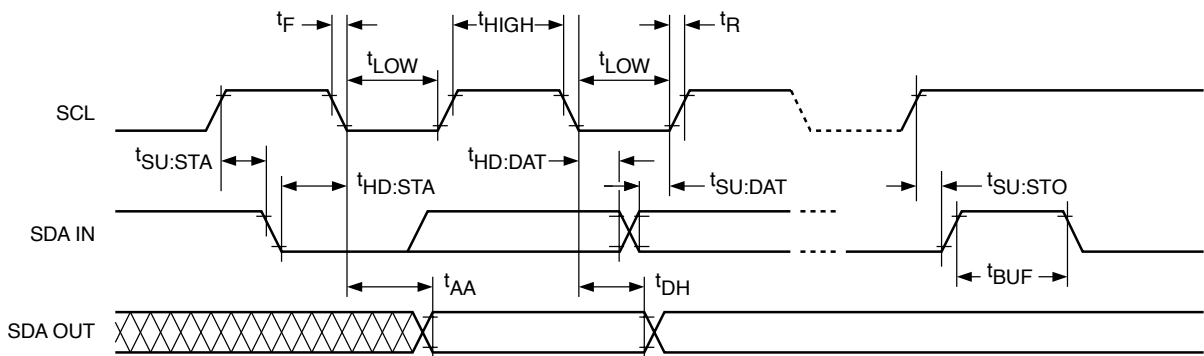 tF
tHIGH
tR
tLOW
tLOW
SCL
tSU:STA
tHD:DAT
tHD:STA
tSU:DAT
tSU:STO
SDA IN
tAA
tDH
tBUF
SDA OUT